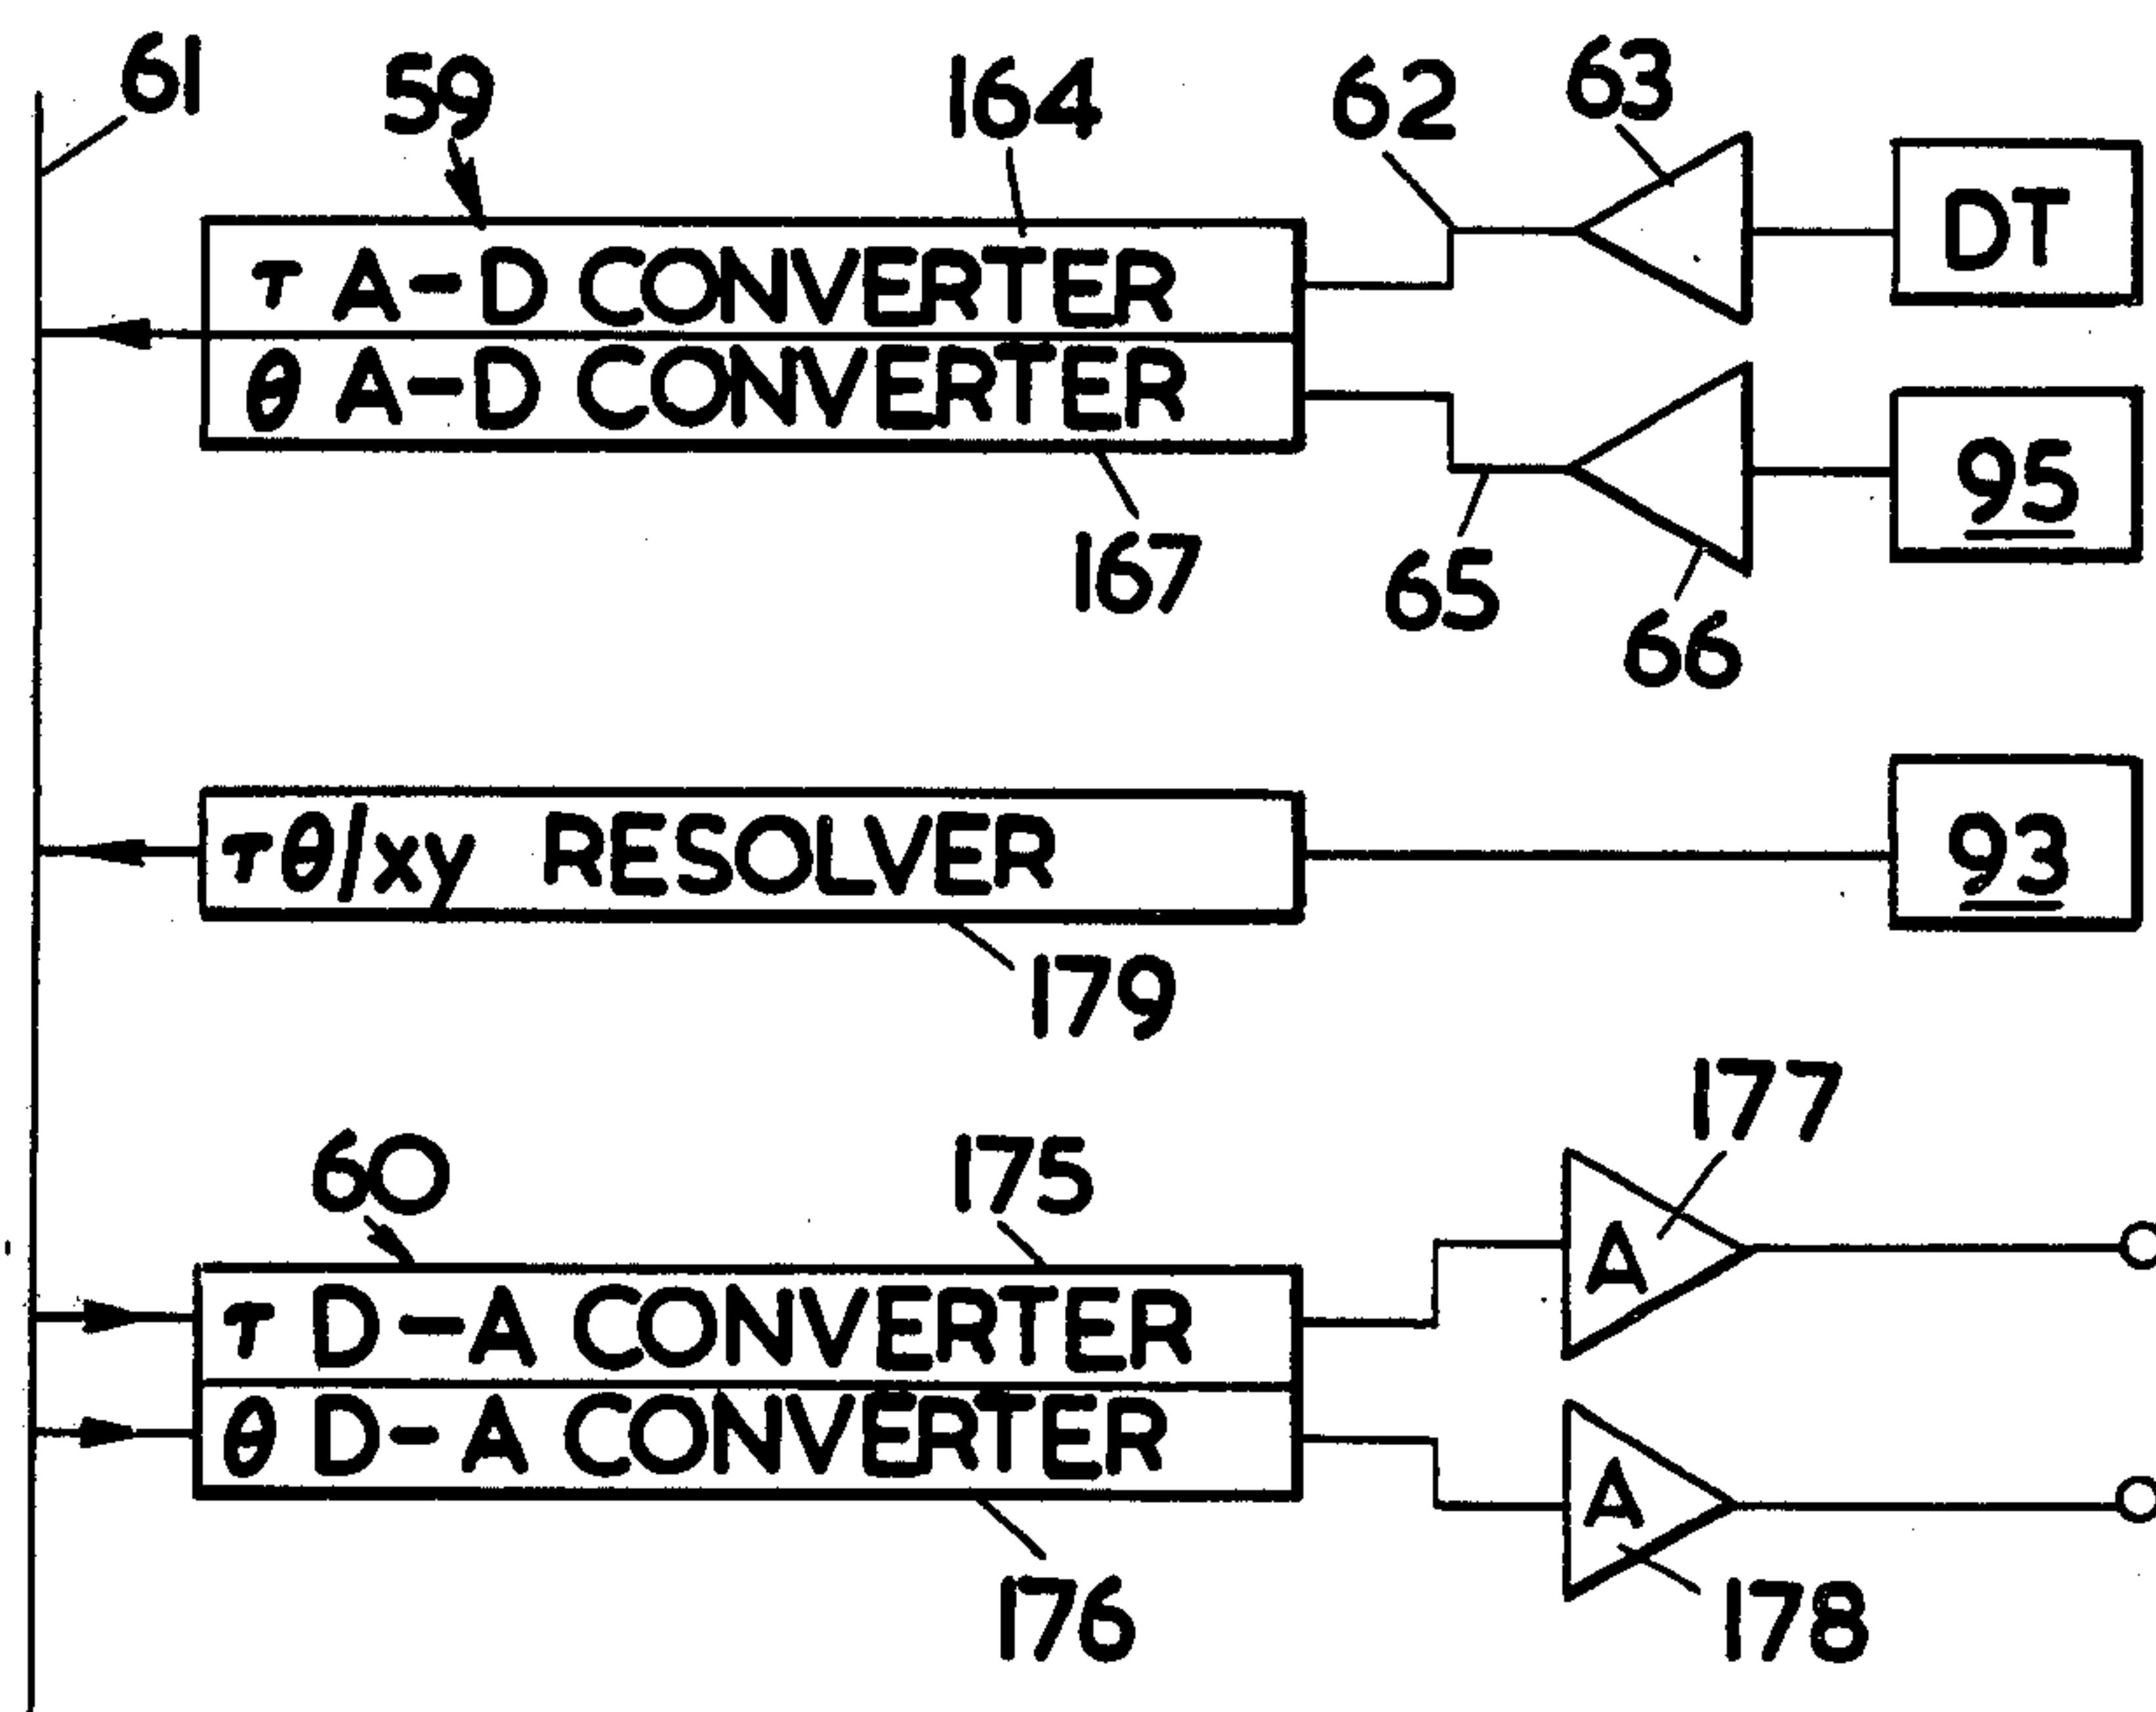 61
59
164
62
63
τ A-D CONVERTER
DT
θ A-D CONVERTER
95
167
65
66
τθ/xy RESOLVER
93
179
177
60
175
A
τ D-A CONVERTER
θ D-A CONVERTER
A
176
178